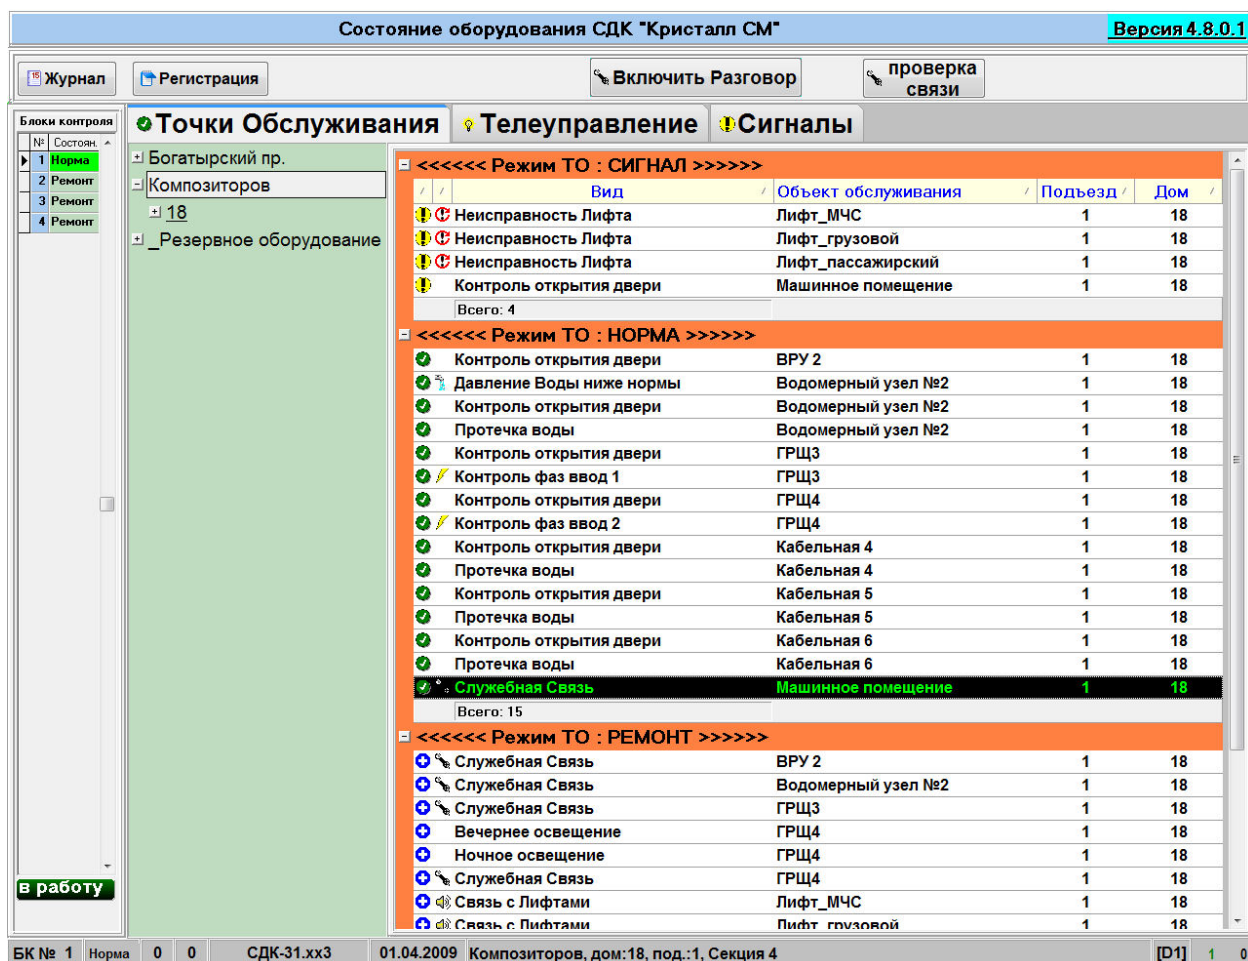 Состояние оборудования СДК "Кристалл СМ"
Версия 4.8.0.1
Журнал
Регистрация
Включить Разговор
проверка связи
Блоки контроля
№ Состоян.
1 Норма
2 Ремонт
3 Ремонт
4 Ремонт
в работу
Точки Обслуживания
Телеуправление
Сигналы
Богатырский пр.
Композиторов
18
_Резервное оборудование
<<<<<< Режим ТО : СИГНАЛ >>>>>>
Вид Объект обслуживания Подъезд Дом
Неисправность Лифта Лифт_МЧС 1 18
Неисправность Лифта Лифт_грузовой 1 18
Неисправность Лифта Лифт_пассажирский 1 18
Контроль открытия двери Машинное помещение 1 18
Всего: 4
<<<<<< Режим ТО : НОРМА >>>>>>
Контроль открытия двери ВРУ 2 1 18
Давление Воды ниже нормы Водомерный узел №2 1 18
Контроль открытия двери Водомерный узел №2 1 18
Протечка воды Водомерный узел №2 1 18
Контроль открытия двери ГРЩ3 1 18
Контроль фаз ввод 1 ГРЩ3 1 18
Контроль открытия двери ГРЩ4 1 18
Контроль фаз ввод 2 ГРЩ4 1 18
Контроль открытия двери Кабельная 4 1 18
Протечка воды Кабельная 4 1 18
Контроль открытия двери Кабельная 5 1 18
Протечка воды Кабельная 5 1 18
Контроль открытия двери Кабельная 6 1 18
Протечка воды Кабельная 6 1 18
Служебная Связь Машинное помещение 1 18
Всего: 15
<<<<<< Режим ТО : РЕМОНТ >>>>>>
Служебная Связь ВРУ 2 1 18
Служебная Связь Водомерный узел №2 1 18
Служебная Связь ГРЩ3 1 18
Вечернее освещение ГРЩ4 1 18
Ночное освещение ГРЩ4 1 18
Служебная Связь ГРЩ4 1 18
Связь с Лифтами Лифт_МЧС 1 18
Связь с Лифтами Лифт_грузовой 1 18
БК № 1 Норма 0 0 СДК-31.xx3 01.04.2009 Композиторов, дом:18, под.:1, Секция 4 [D1] 1 0